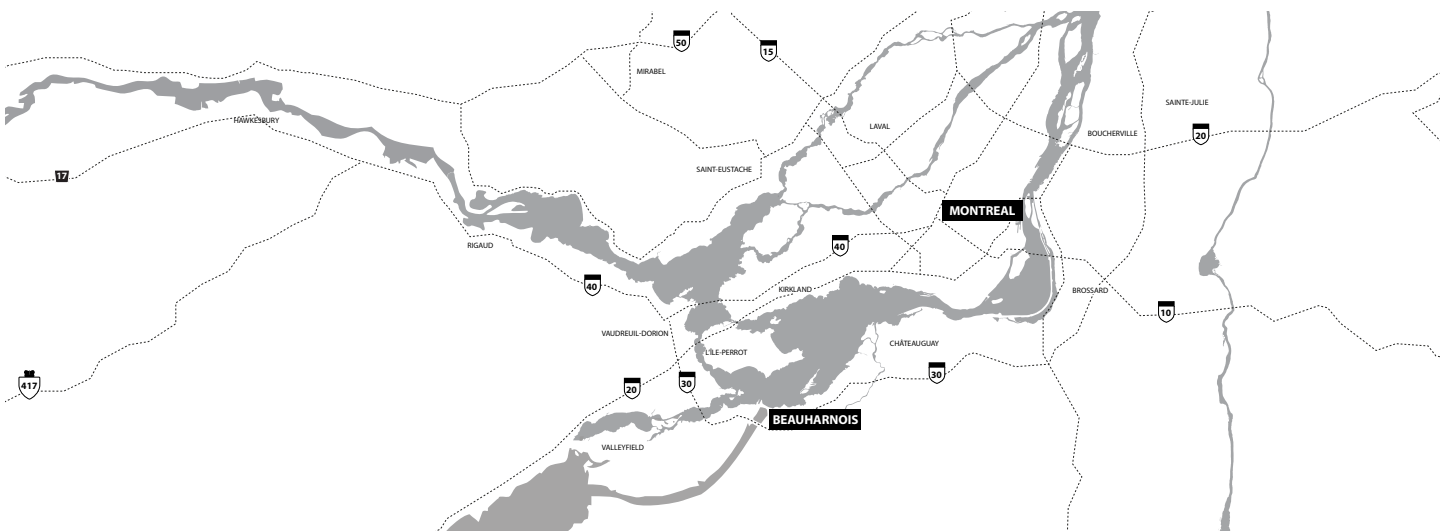 50
15
MIRABEL
SAINTE-JULIE
HAWKESBURY
LAVAL
BOUCHERVILLE
20
SAINT-EUSTACHE
17
MONTREAL
RIGAUD
40
40
KIRKLAND
BROSSARD
10
VAUDREUIL-DORION
CHÂTEAUGUAY
L'ÎLE-PERROT
30
417
20
30
BEAUHARNOIS
VALLEYFIELD